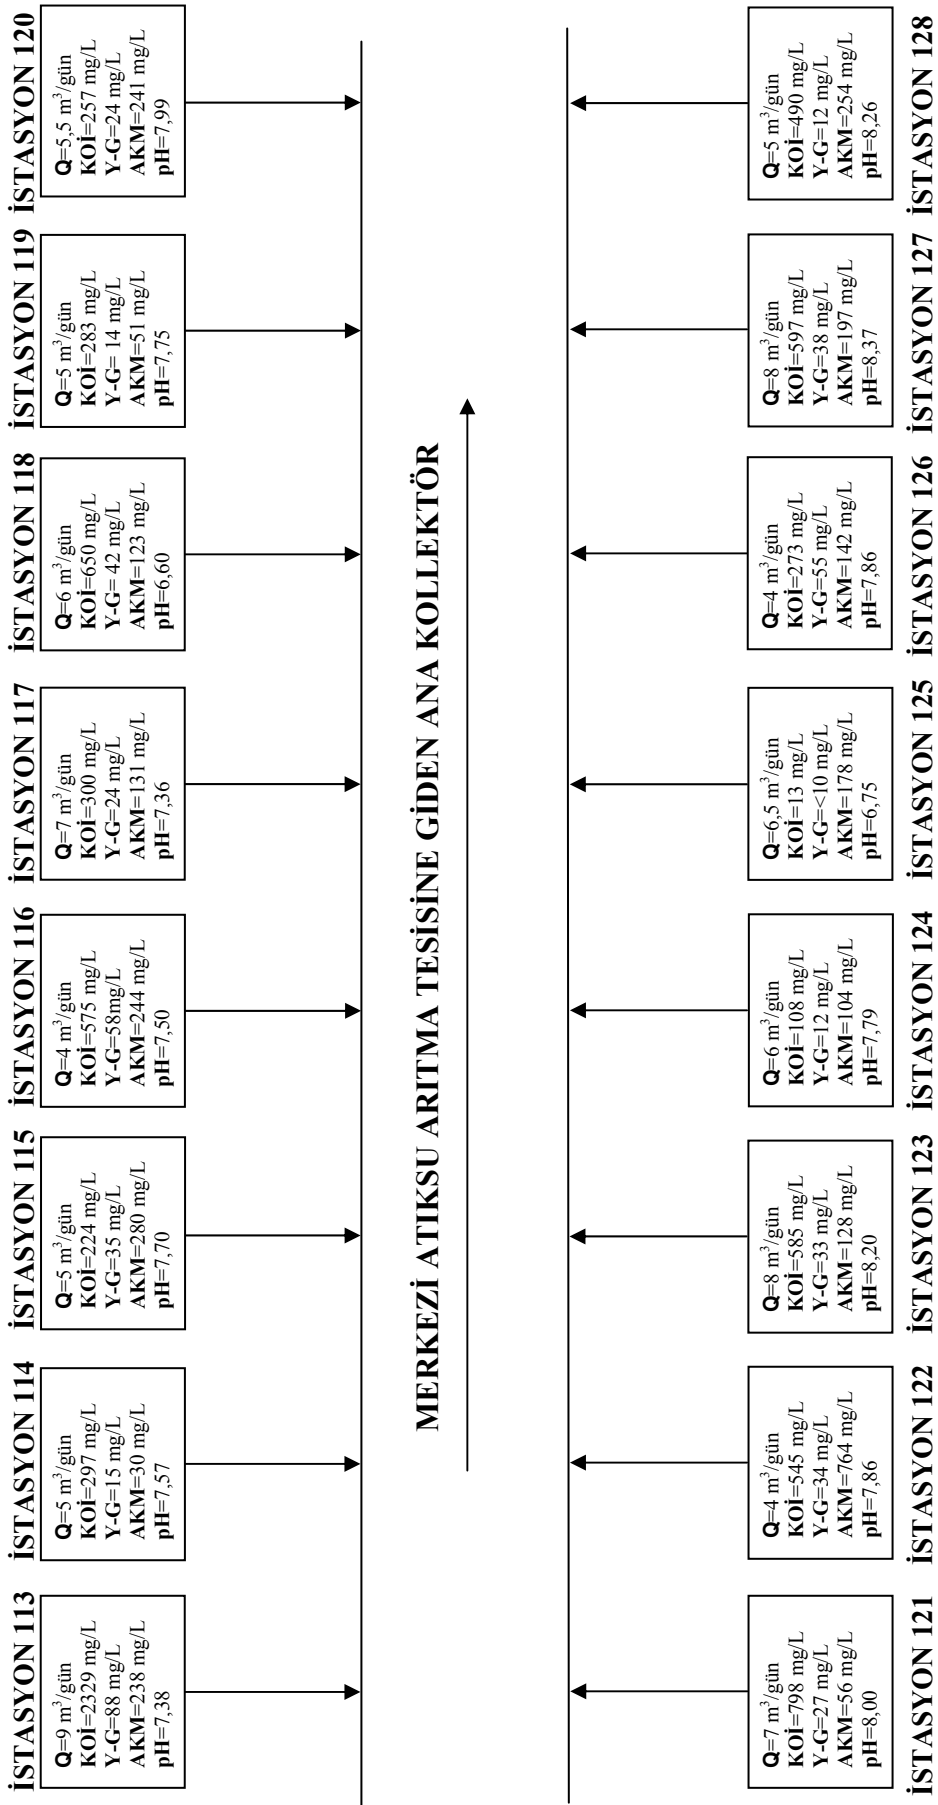 İSTASYON 113
Q=9 m³/gün
KOİ=2329 mg/L
Y-G=88 mg/L
AKM=238 mg/L
pH=7,38
İSTASYON 114
Q=5 m³/gün
KOİ=297 mg/L
Y-G=15 mg/L
AKM=30 mg/L
pH=7,57
İSTASYON 115
Q=5 m³/gün
KOİ=224 mg/L
Y-G=35 mg/L
AKM=280 mg/L
pH=7,70
İSTASYON 116
Q=4 m³/gün
KOİ=575 mg/L
Y-G=58mg/L
AKM=244 mg/L
pH=7,50
İSTASYON 117
Q=7 m³/gün
KOİ=300 mg/L
Y-G=24 mg/L
AKM=131 mg/L
pH=7,36
İSTASYON 118
Q=6 m³/gün
KOİ=650 mg/L
Y-G= 42 mg/L
AKM=123 mg/L
pH=6,60
İSTASYON 119
Q=5 m³/gün
KOİ=283 mg/L
Y-G= 14 mg/L
AKM=51 mg/L
pH=7,75
İSTASYON 120
Q=5,5 m³/gün
KOİ=257 mg/L
Y-G=24 mg/L
AKM=241 mg/L
pH=7,99
MERKEZİ ATIKSU ARITMA TESİSİNE GİDEN ANA KOLLEKTÖR
Q=7 m³/gün
KOİ=798 mg/L
Y-G=27 mg/L
AKM=56 mg/L
pH=8,00
İSTASYON 121
Q=4 m³/gün
KOİ=545 mg/L
Y-G=34 mg/L
AKM=764 mg/L
pH=7,86
İSTASYON 122
Q=8 m³/gün
KOİ=585 mg/L
Y-G=33 mg/L
AKM=128 mg/L
pH=8,20
İSTASYON 123
Q=6 m³/gün
KOİ=108 mg/L
Y-G=12 mg/L
AKM=104 mg/L
pH=7,79
İSTASYON 124
Q=6,5 m³/gün
KOİ=13 mg/L
Y-G=<10 mg/L
AKM=178 mg/L
pH=6,75
İSTASYON 125
Q=4 m³/gün
KOİ=273 mg/L
Y-G=55 mg/L
AKM=142 mg/L
pH=7,86
İSTASYON 126
Q=8 m³/gün
KOİ=597 mg/L
Y-G=38 mg/L
AKM=197 mg/L
pH=8,37
İSTASYON 127
Q=5 m³/gün
KOİ=490 mg/L
Y-G=12 mg/L
AKM=254 mg/L
pH=8,26
İSTASYON 128